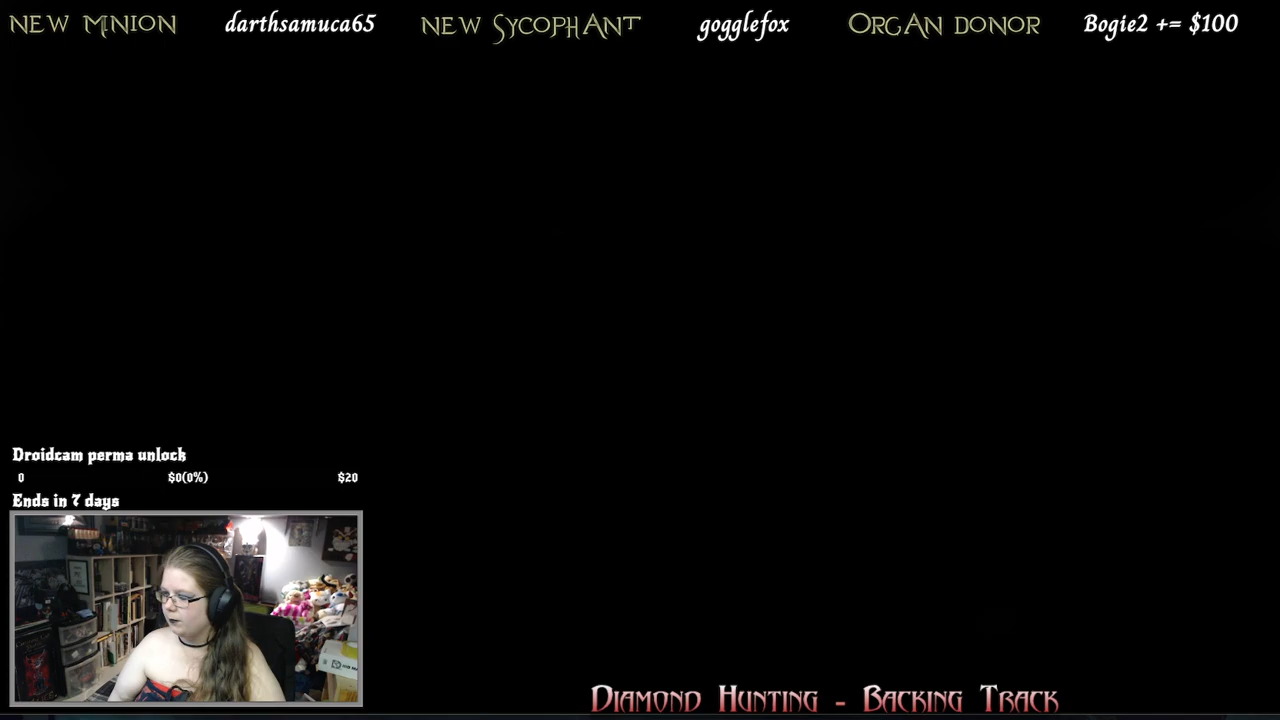 NEW MINION darthsamuca65 NEW SYCOPHANT gogglefox ORGAN DONOR Bogie2 += $100
Droidcam perma unlock
0 $0(0%) $20
Ends in 7 days
DIAMOND HUNTING - BACKING TRACK